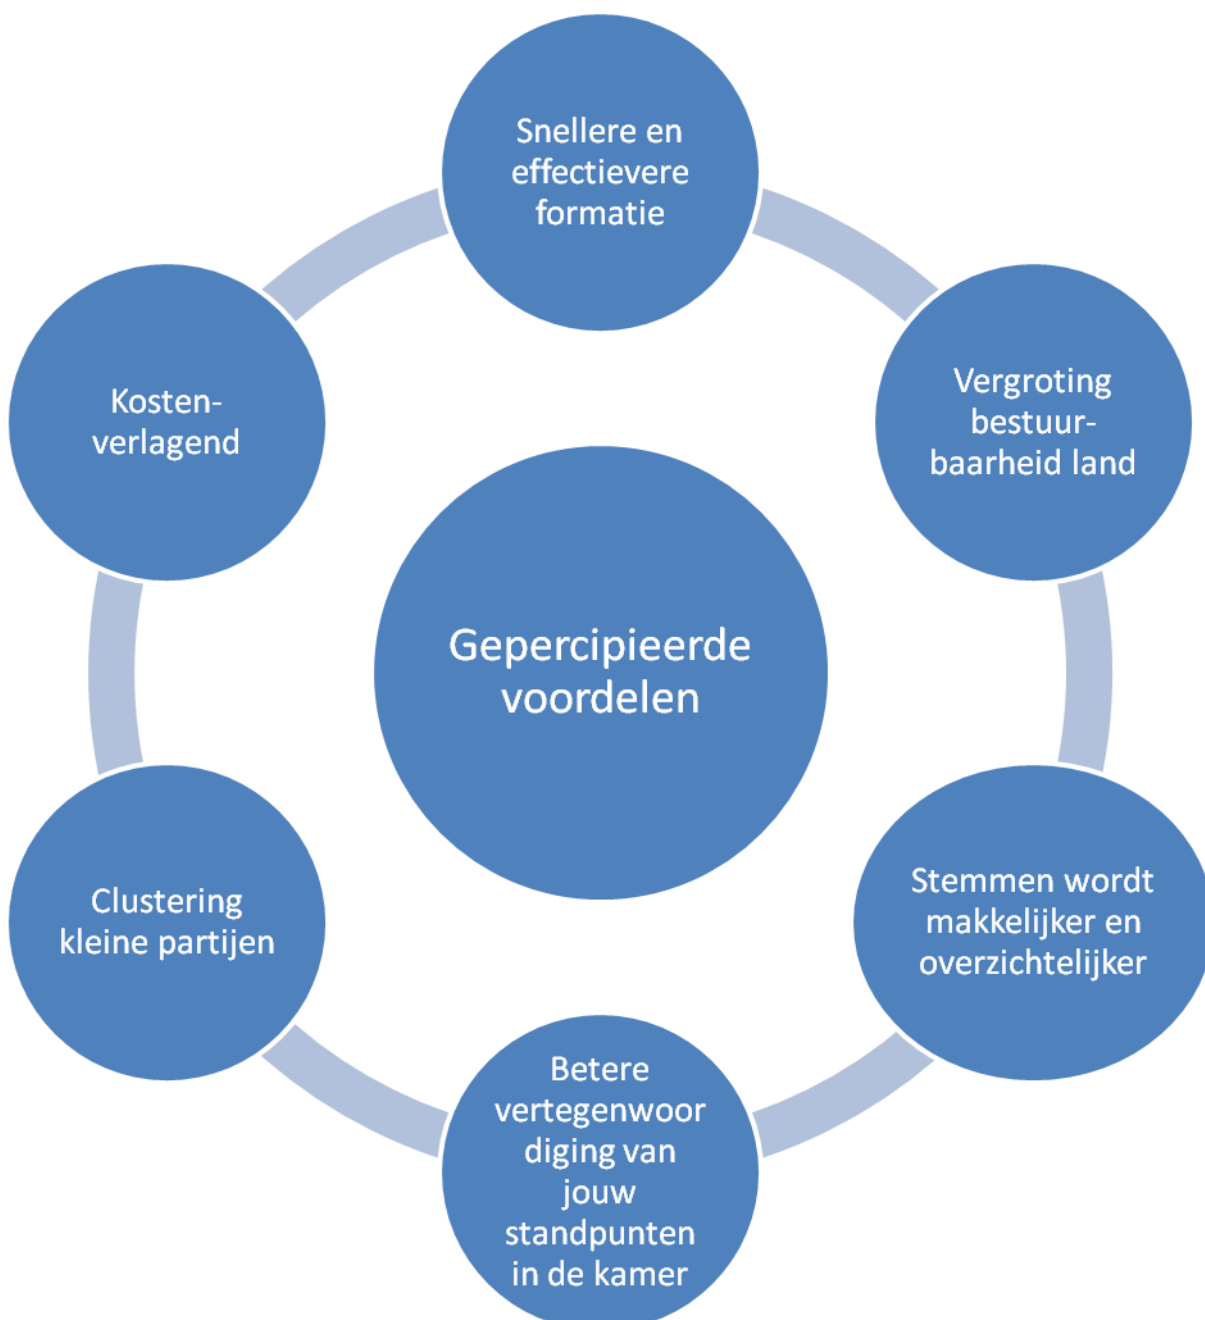 Snellere en
effectievere
formatie
Vergroting
bestuur-
baarheid land
Stemmen wordt
makkelijker en
overzichtelijker
Betere
vertegenwoor
diging van
jouw
standpunten
in de kamer
Clustering
kleine partijen
Kosten-
verlagend
Gepercipieerde
voordelen